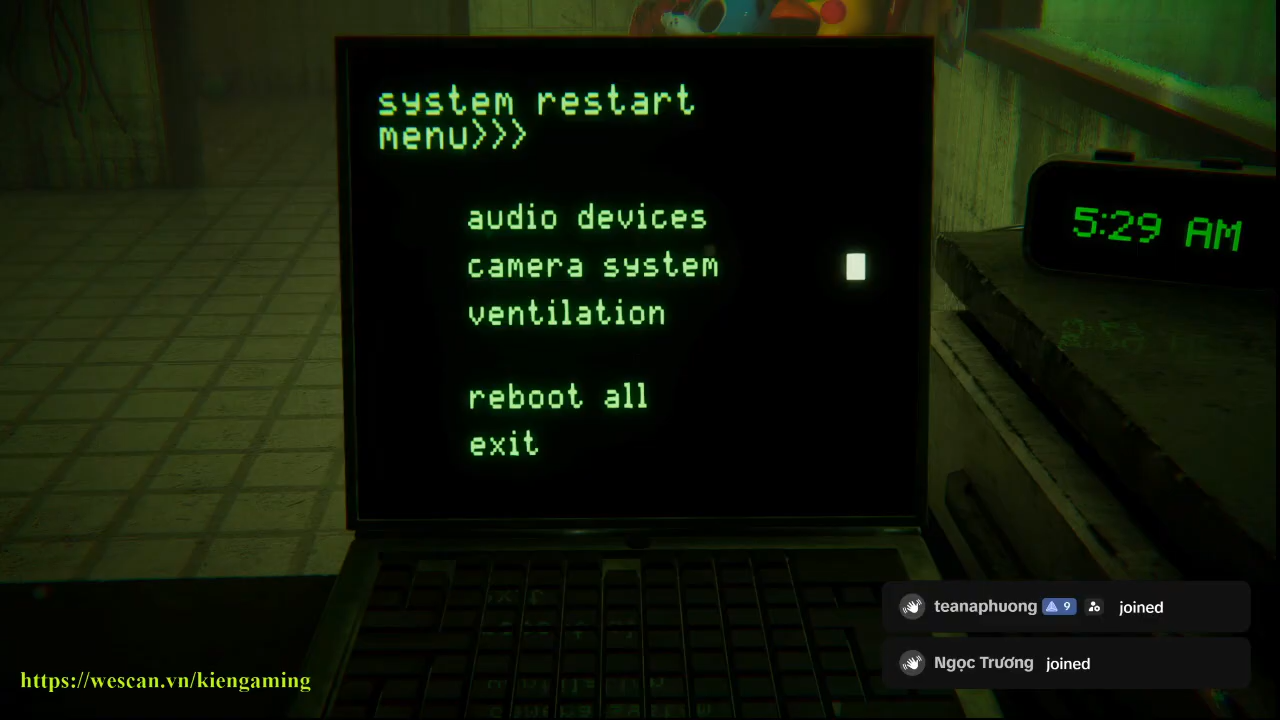 system restart
menu>>>
audio devices
camera system
ventilation
reboot all
exit
5:29 AM
teanaphuong 9 joined
Ngọc Trương joined
https://wescan.vn/kiengaming